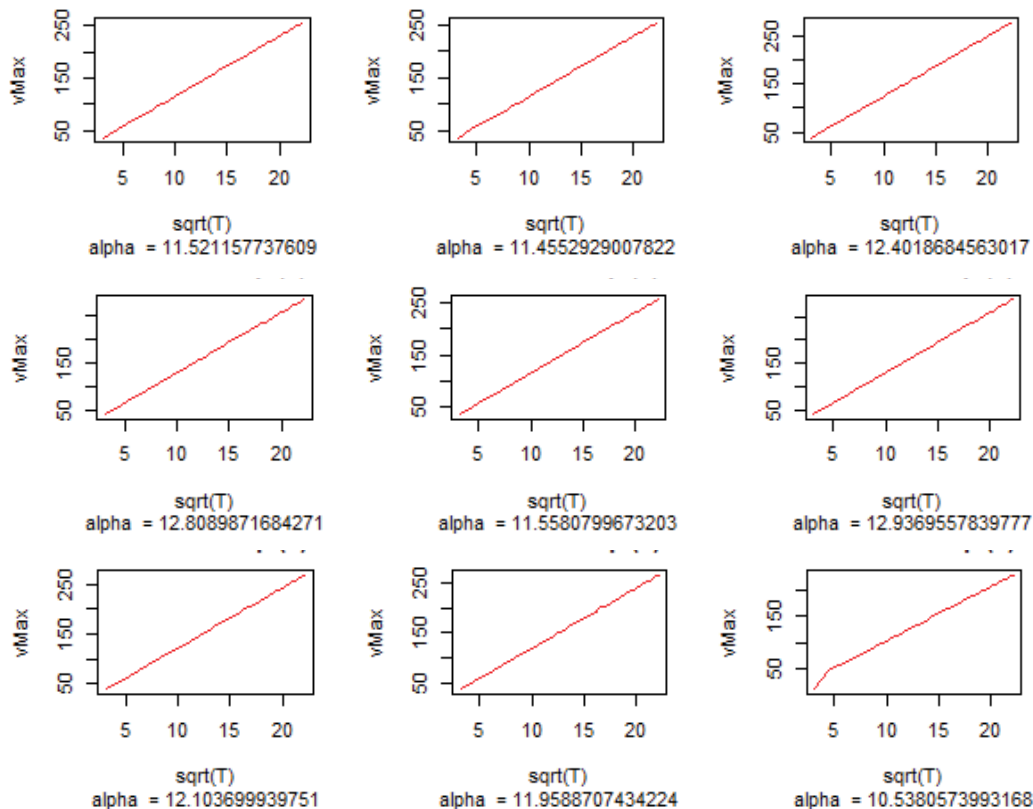 vMax
50 150 250
5 10 15 20
sqrt(T)
alpha = 11.521157737609
vMax
50 150 250
5 10 15 20
sqrt(T)
alpha = 11.4552929007822
vMax
50 150 250
5 10 15 20
sqrt(T)
alpha = 12.4018684563017
vMax
50 150
5 10 15 20
sqrt(T)
alpha = 12.8089871684271
vMax
50 150 250
5 10 15 20
sqrt(T)
alpha = 11.5580799673203
vMax
50 150
5 10 15 20
sqrt(T)
alpha = 12.9369557839777
vMax
50 150 250
5 10 15 20
sqrt(T)
alpha = 12.103699939751
vMax
50 150 250
5 10 15 20
sqrt(T)
alpha = 11.9588707434224
vMax
50 150
5 10 15 20
sqrt(T)
alpha = 10.5380573993168